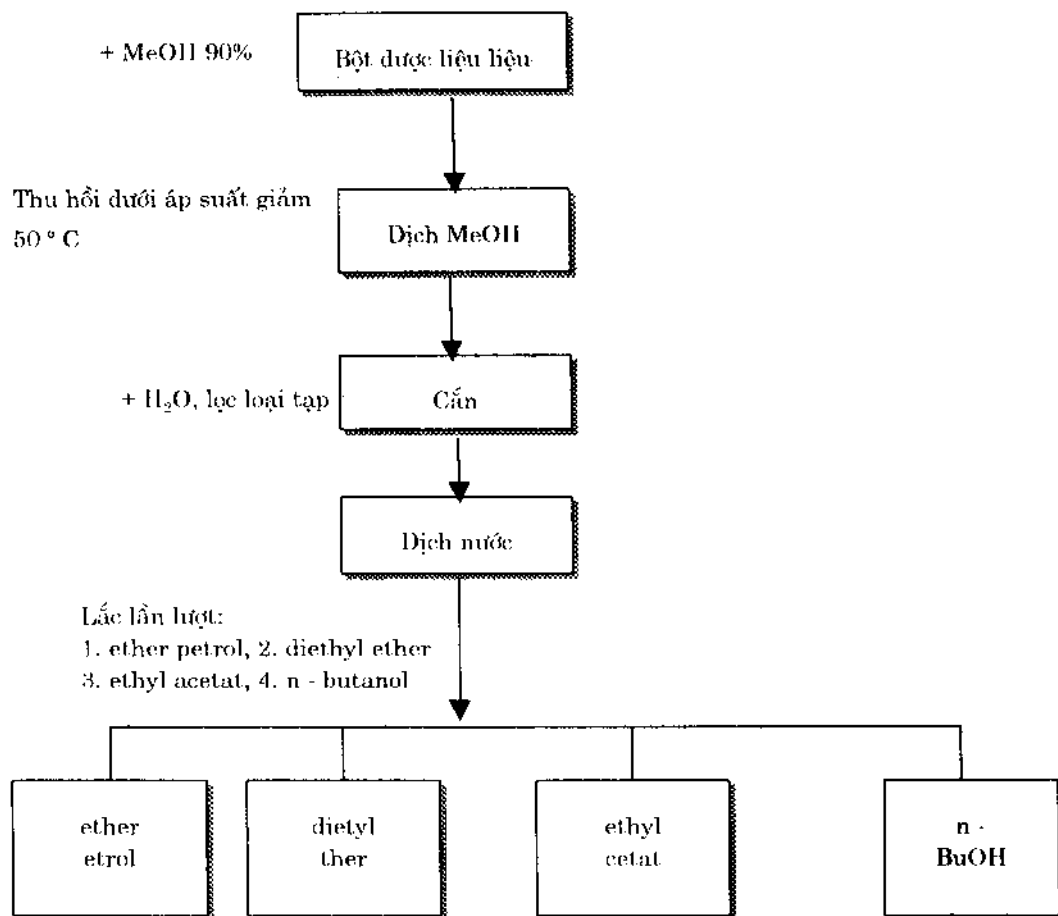 + MeOH 90%
Bột dược liệu liệu
Thu hồi dưới áp suất giảm
50 º C
Dịch MeOH
+ H₂O, lọc loại tạp
Cắn
Dịch nước
Lắc lần lượt:
1. ether petrol, 2. diethyl ether
3. ethyl acetat, 4. n - butanol
ether
etrol
dietyl
ther
ethyl
cetat
n -
BuOH